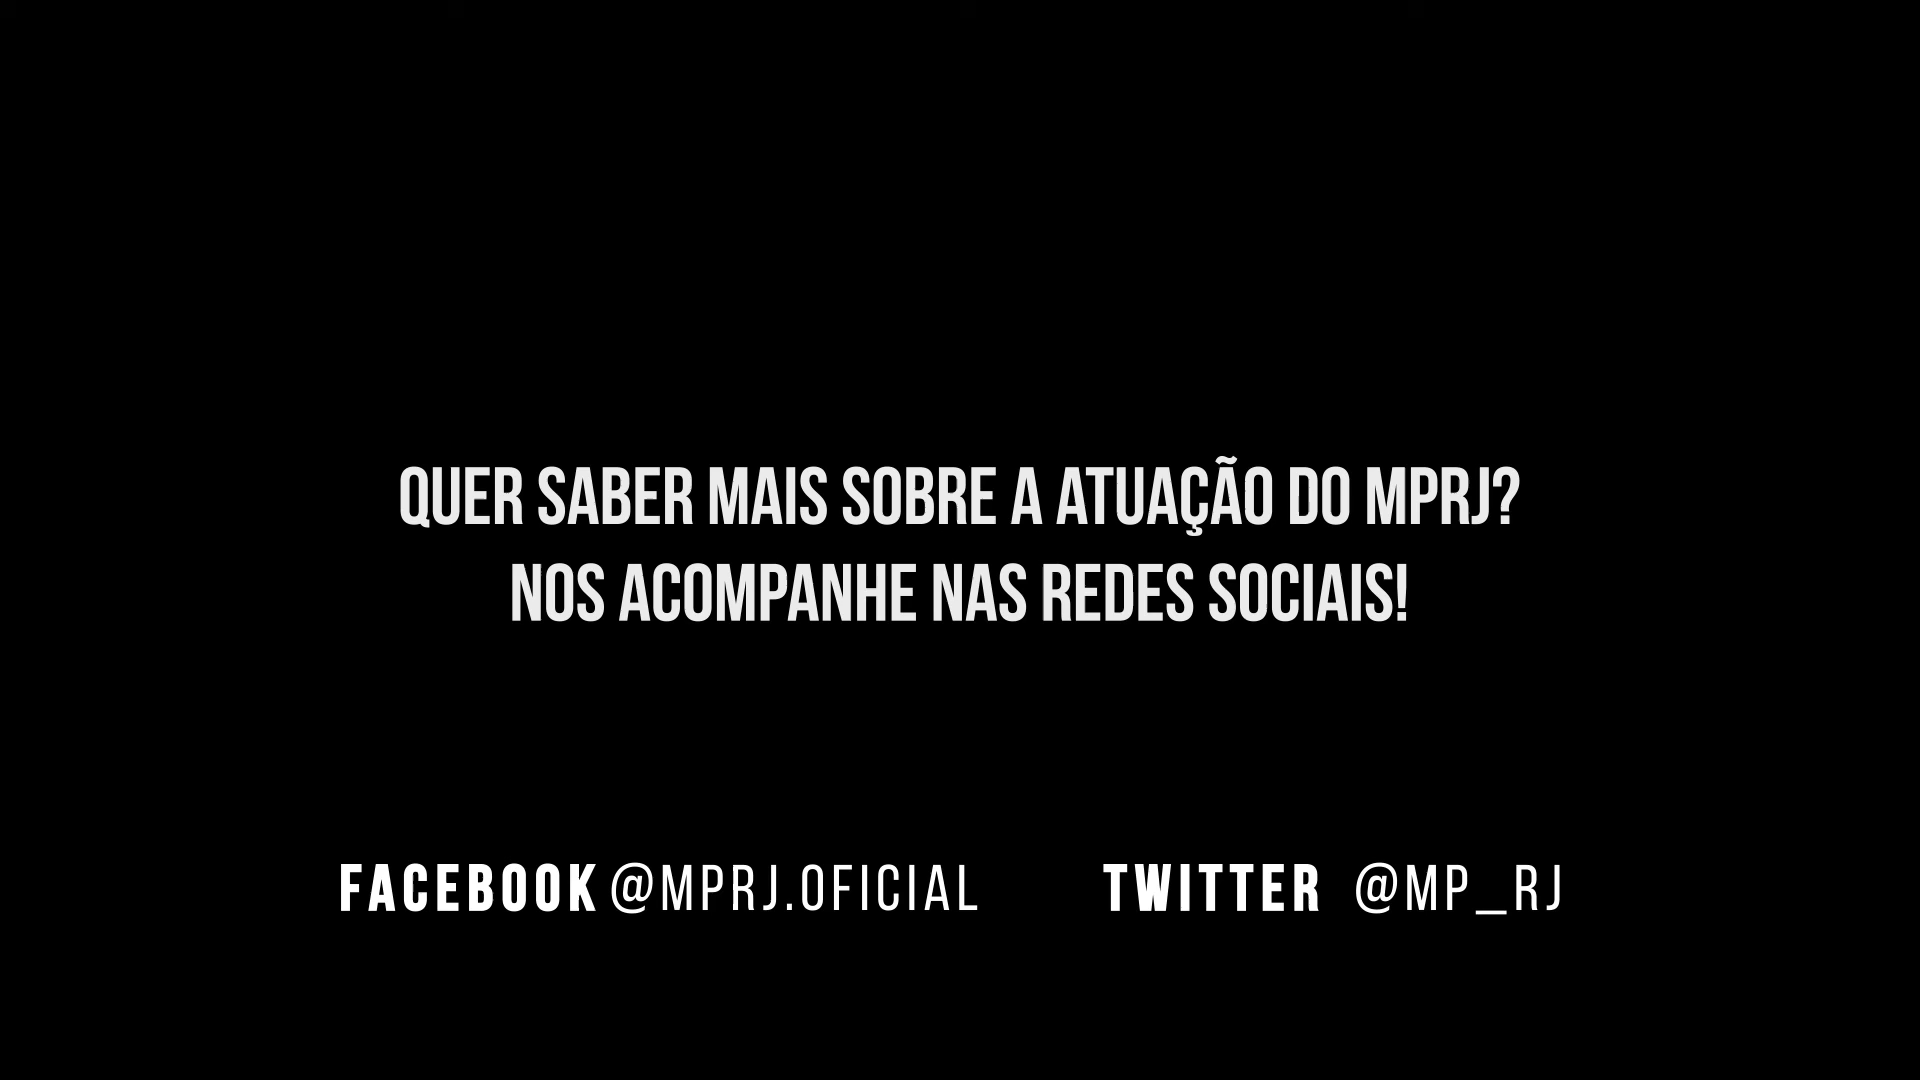 QUER SABER MAIS SOBRE A ATUAÇÃO DO MPRJ?
NOS ACOMPANHE NAS REDES SOCIAIS!
FACEBOOK @MPRJ.OFICIAL TWITTER @MP_RJ